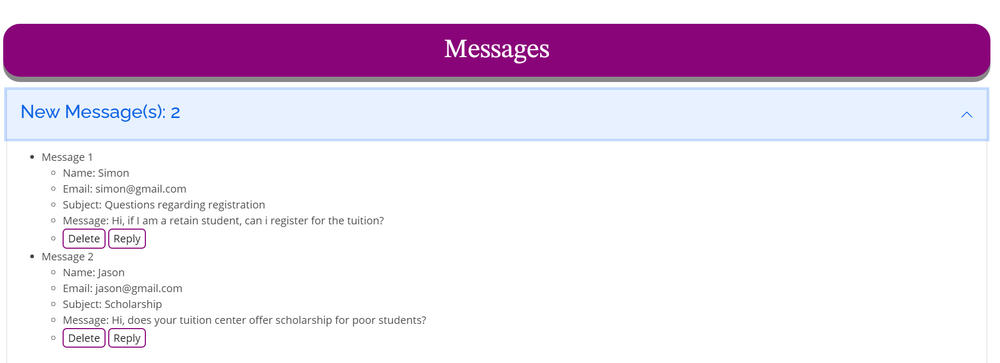 Messages
New Message(s): 2
Message 1
Name: Simon
Email: simon@gmail.com
Subject: Questions regarding registration
Message: Hi, if I am a retain student, can i register for the tuition?
Delete Reply
Message 2
Name: Jason
Email: jason@gmail.com
Subject: Scholarship
Message: Hi, does your tuition center offer scholarship for poor students?
Delete Reply